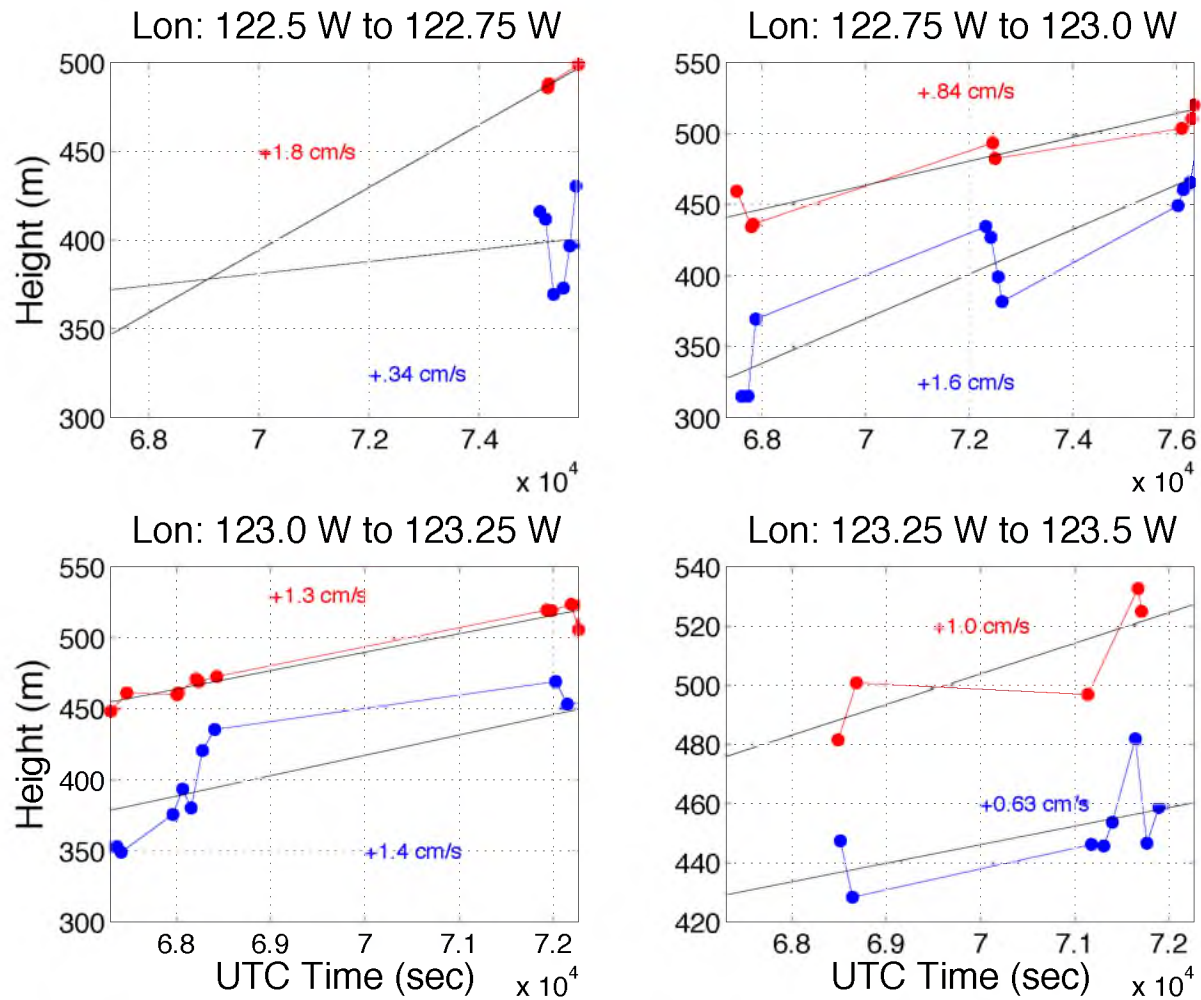 Lon: 122.5 W to 122.75 W
500
450
400
350
300
Height (m)
+1.8 cm/s
+.34 cm/s
6.8
7
7.2
7.4
x 10^4
Lon: 122.75 W to 123.0 W
550
500
450
400
350
300
+.84 cm/s
+1.6 cm/s
6.8
7
7.2
7.4
7.6
x 10^4
Lon: 123.0 W to 123.25 W
550
500
450
400
350
300
Height (m)
+1.3 cm/s
+1.4 cm/s
6.8
6.9
7
7.1
7.2
UTC Time (sec)
x 10^4
Lon: 123.25 W to 123.5 W
540
520
500
480
460
440
420
+1.0 cm/s
+0.63 cm/s
6.8
6.9
7
7.1
7.2
UTC Time (sec)
x 10^4